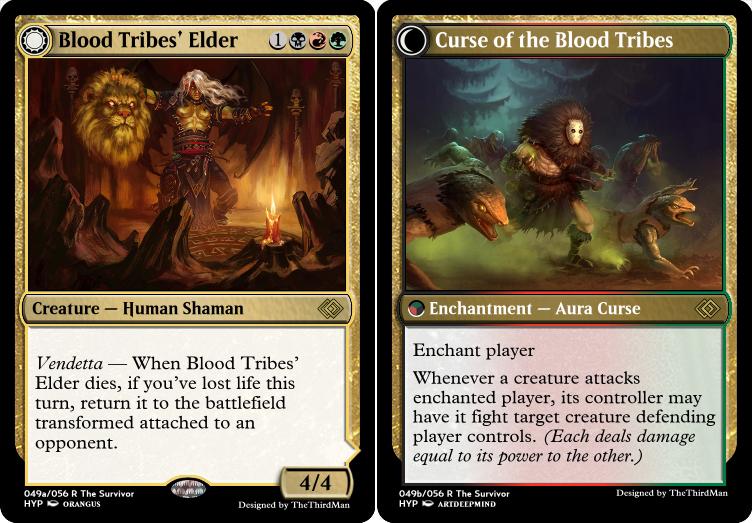 Blood Tribes' Elder 1
Vendetta — When Blood Tribes'
Elder dies, if you've lost life this
turn, return it to the battlefield
transformed attached to an
opponent.
Creature — Human Shaman
4/4
049a/056 R The Survivor
HYP ORANGUS
Designed by TheThirdMan
Curse of the Blood Tribes
Enchantment — Aura Curse
Enchant player
Whenever a creature attacks
enchanted player, its controller may
have it fight target creature defending
player controls. (Each deals damage
equal to its power to the other.)
049b/056 R The Survivor
HYP ARTDEEPMIND
Designed by TheThirdMan